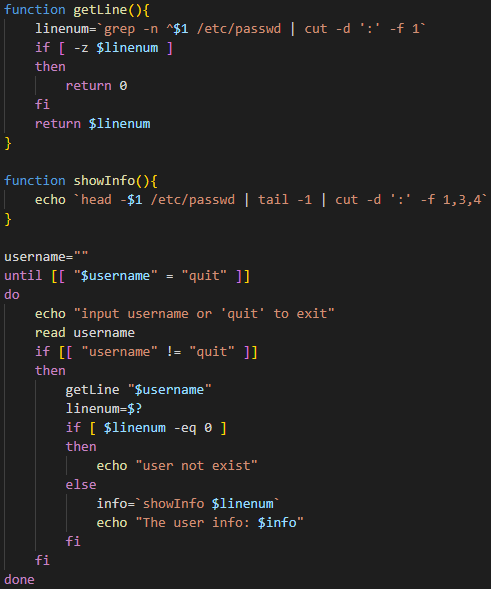 function getLine(){
    linenum=`grep -n ^$1 /etc/passwd | cut -d ':' -f 1`
    if [ -z $linenum ]
    then
        return 0
    fi
    return $linenum
}

function showInfo(){
    echo `head -$1 /etc/passwd | tail -1 | cut -d ':' -f 1,3,4`
}

username=""
until [[ "$username" = "quit" ]]
do
    echo "input username or 'quit' to exit"
    read username
    if [[ "username" != "quit" ]]
    then
        getLine "$username"
        linenum=$?
        if [ $linenum -eq 0 ]
        then
            echo "user not exist"
        else
            info=`showInfo $linenum`
            echo "The user info: $info"
        fi
    fi
done